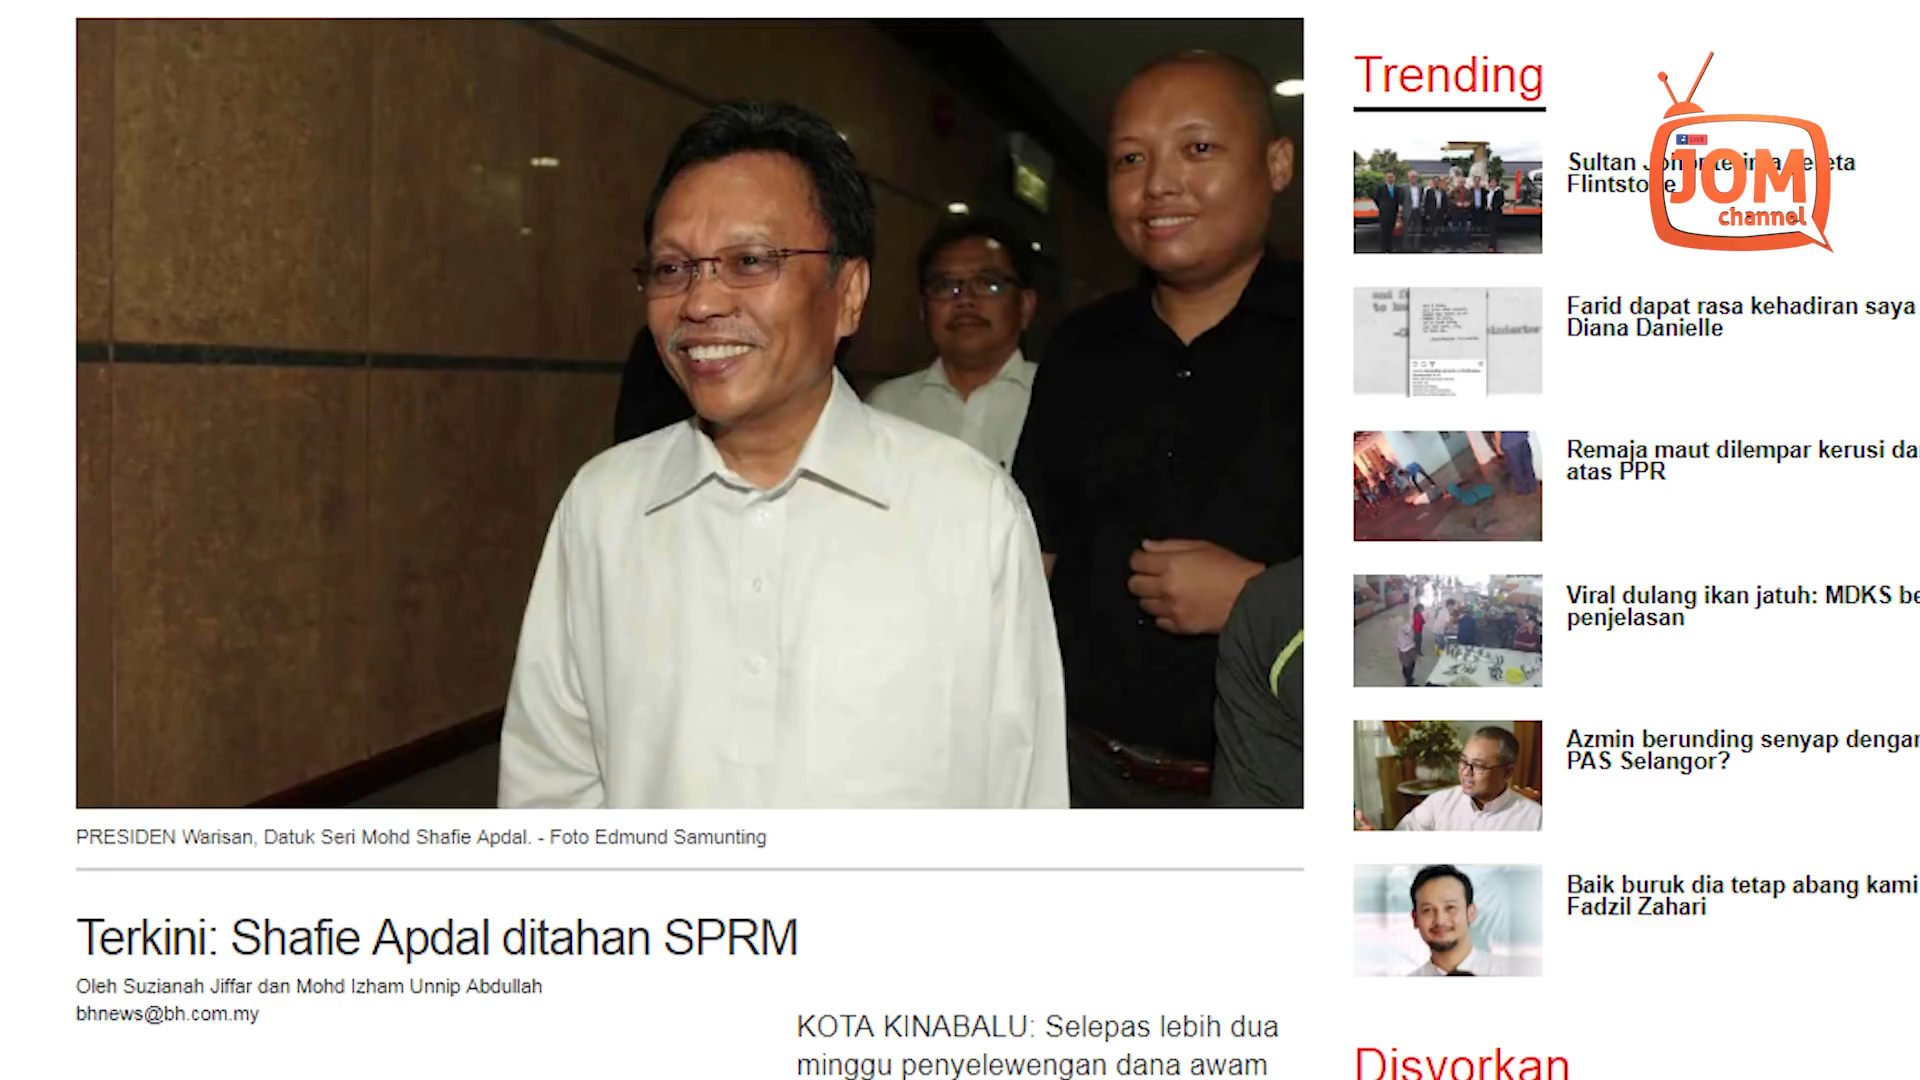 PRESIDEN Warisan, Datuk Seri Mohd Shafie Apdal. - Foto Edmund Samunting
Terkini: Shafie Apdal ditahan SPRM
Oleh Suzianah Jiffar dan Mohd Izham Unnip Abdullah
bhnews@bh.com.my
KOTA KINABALU: Selepas lebih dua
minggu penyelewengan dana awam
Trending
Sultan
Flintstone
Farid dapat rasa kehadiran saya
Diana Danielle
Remaja maut dilempar kerusi
atas PPR
Viral dulang ikan jatuh: MDKS
penjelasan
Azmin berunding senyap
PAS Selangor?
Baik buruk dia tetap abang kami
Fadzil Zahari
Disyorkan
LIVE
JOM
channel